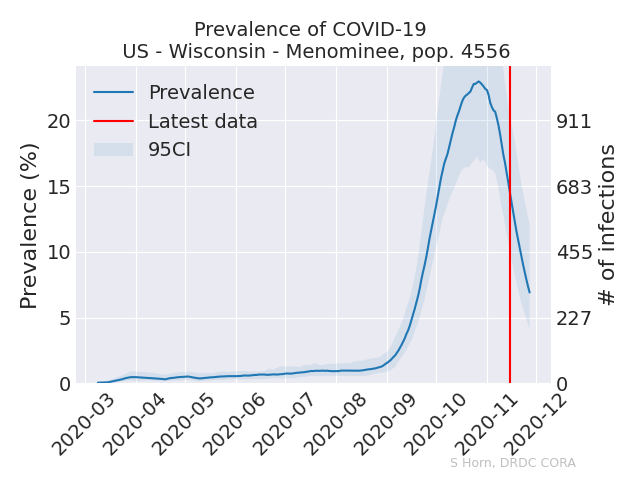 Prevalence of COVID-19
US - Wisconsin - Menominee, pop. 4556
Prevalence
Latest data
95CI
Prevalence (%)
20
15
10
5
0
911
683
455
227
0
# of infections
2020-03
2020-04
2020-05
2020-06
2020-07
2020-08
2020-09
2020-10
2020-11
2020-12
S Horn, DRDC CORA